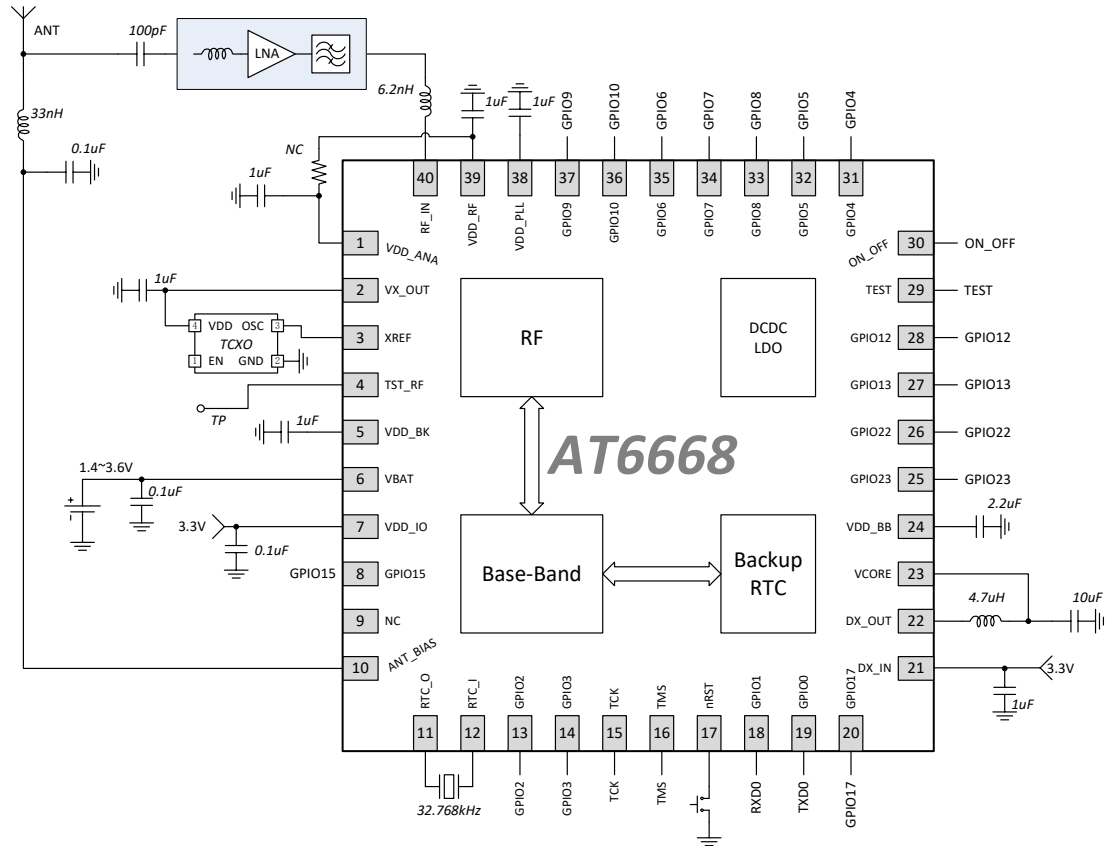 ANT
100pF
LNA
33nH
0.1uF
6.2nH
1uF
1uF
NC
1uF
GPIO9
GPIO10
GPIO6
GPIO7
GPIO8
GPIO5
GPIO4
40
39
38
37
36
35
34
33
32
31
RF_IN
VDD_RF
VDD_PLL
GPIO9
GPIO10
GPIO6
GPIO7
GPIO8
GPIO5
GPIO4
1 VDD_ANA
1uF
2 VX_OUT
4 VDD OSC 3
TCXO
1 EN GND 2
3 XREF
4 TST_RF
TP
1uF
5 VDD_BK
1.4~3.6V
+
-
0.1uF
6 VBAT
3.3V
0.1uF
7 VDD_IO
GPIO15 8 GPIO15
9 NC
10 ANT_BIAS
RF
DCDC
LDO
AT6668
Base-Band
Backup
RTC
ON_OFF 30 ON_OFF
TEST 29 TEST
GPIO12 28 GPIO12
GPIO13 27 GPIO13
GPIO22 26 GPIO22
GPIO23 25 GPIO23
VDD_BB 24
2.2uF
VCORE 23
4.7uH
10uF
DX_OUT 22
DX_IN 21
3.3V
1uF
RTC_O
RTC_I
GPIO2
GPIO3
TCK
TMS
nRST
GPIO1
GPIO0
GPIO17
11
12
13
14
15
16
17
18
19
20
32.768kHz
GPIO2
GPIO3
TCK
TMS
RXD0
TXD0
GPIO17